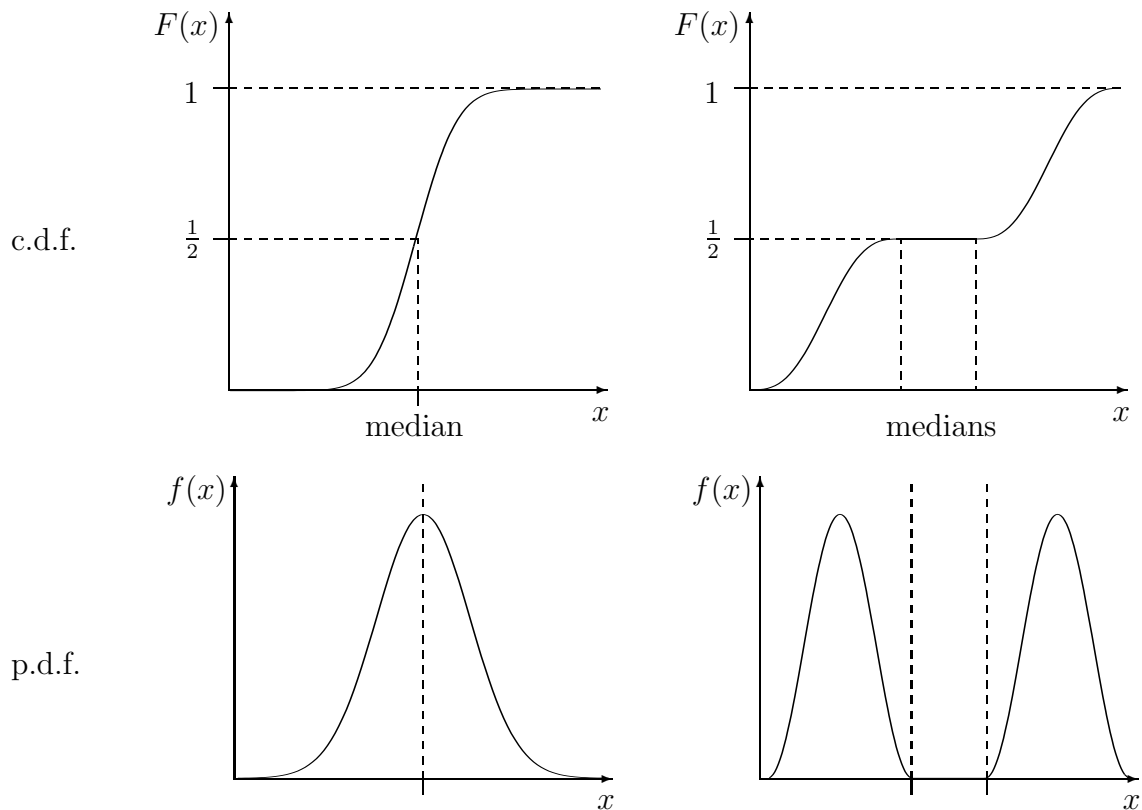 F(x)
F(x)
1
1
c.d.f.
1/2
1/2
x
x
median
medians
f(x)
f(x)
p.d.f.
x
x